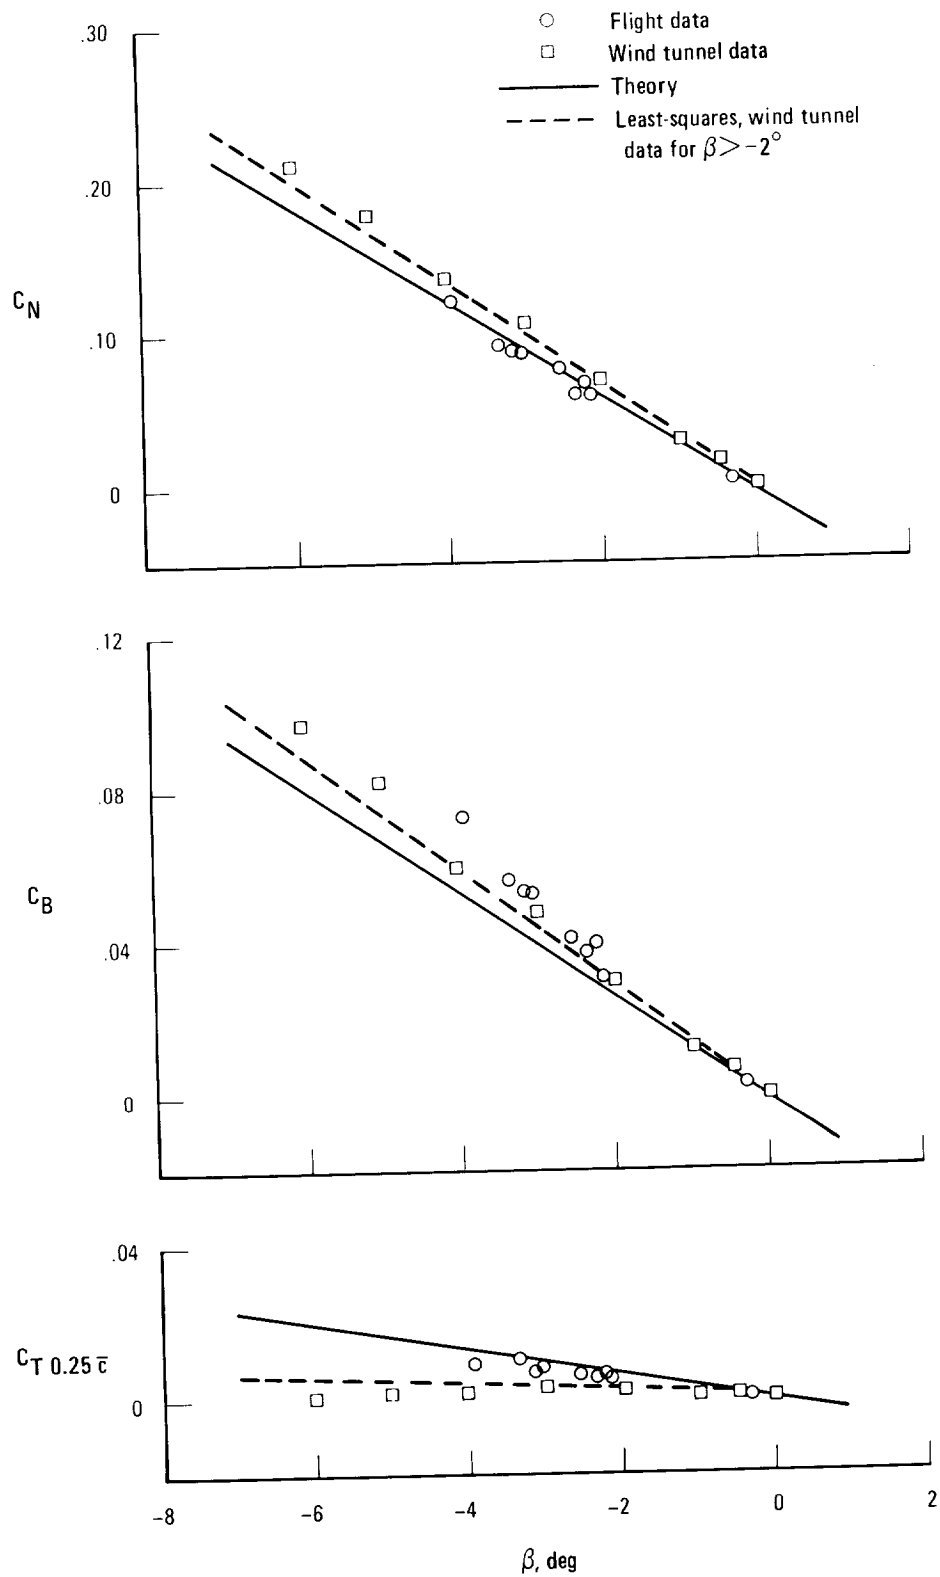 Flight data
Wind tunnel data
Theory
Least-squares, wind tunnel
data for β > -2°
.30
.20
C_N
.10
0
.12
.08
C_B
.04
0
.04
C_T 0.25 c̅
0
-8 -6 -4 -2 0 2
β, deg